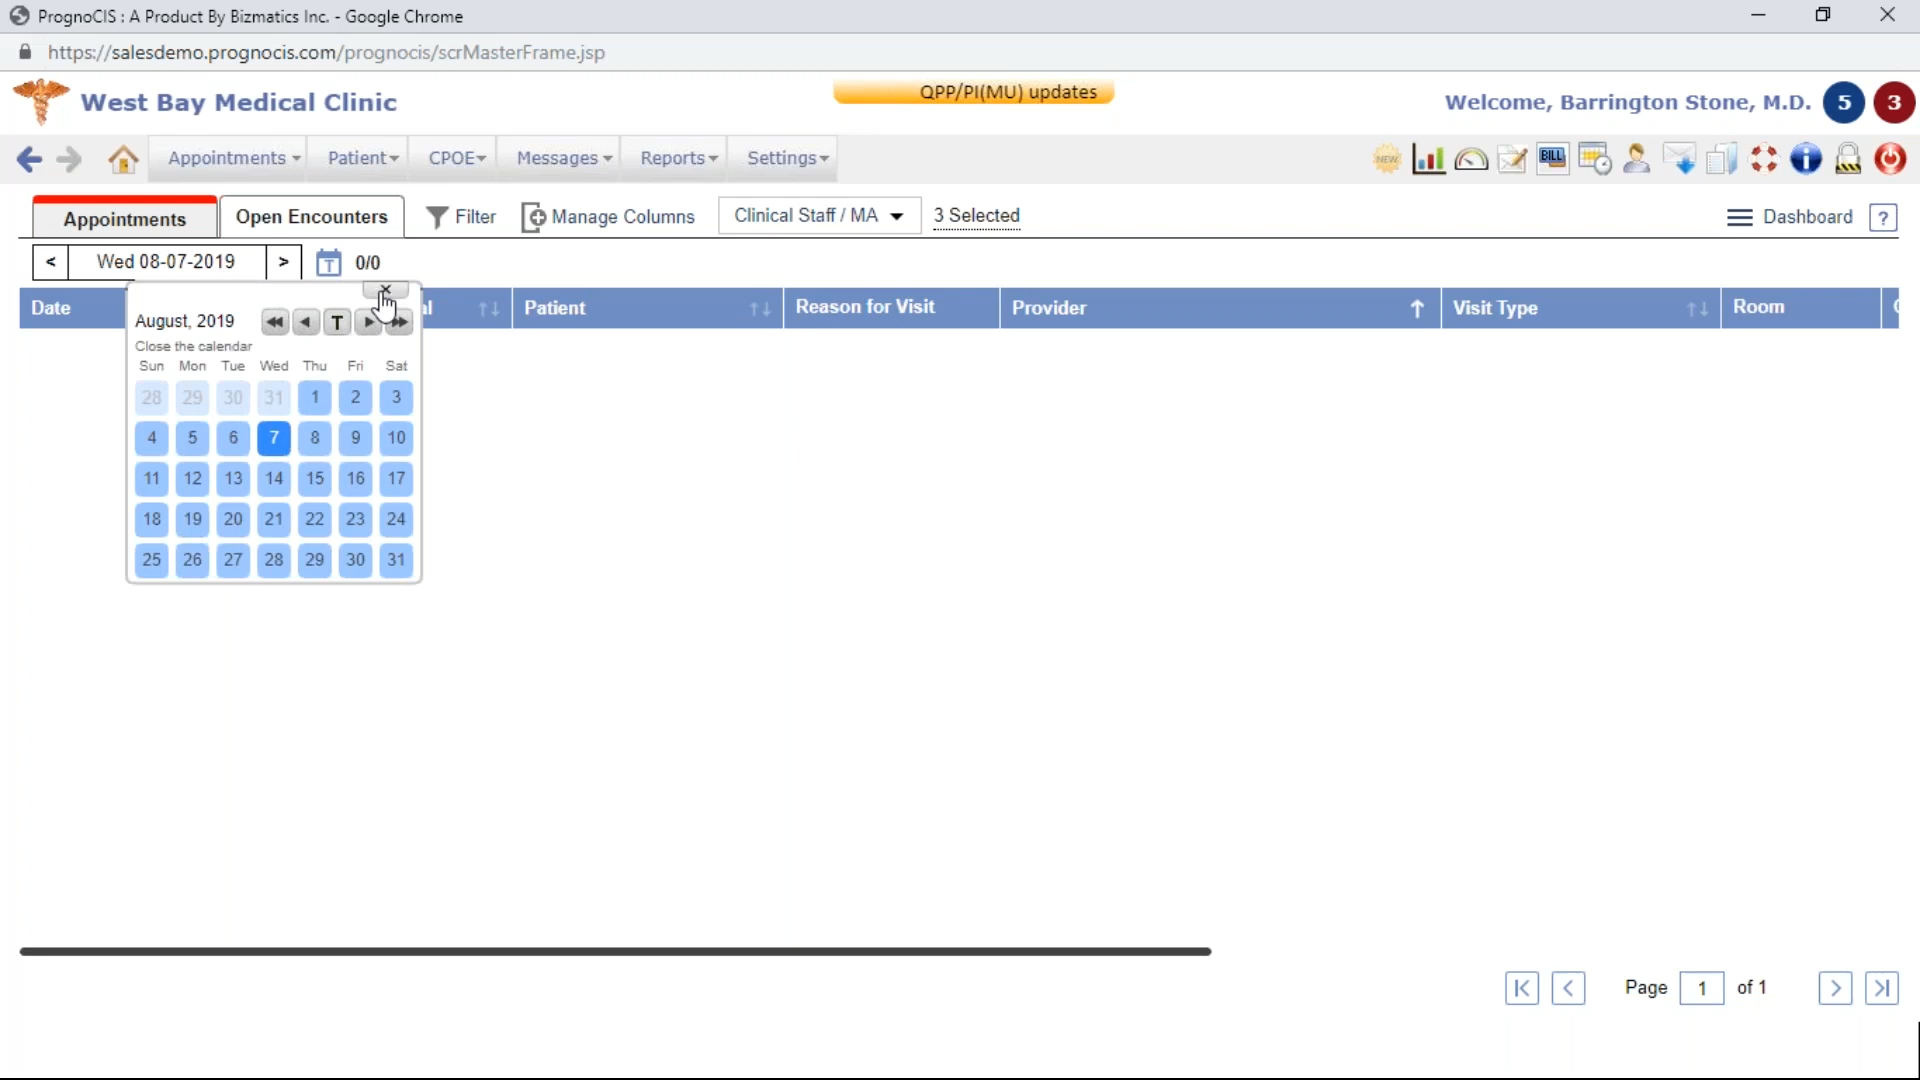 PrognoCIS : A Product By Bizmatics Inc. - Google Chrome
https://salesdemo.prognocis.com/prognocis/scrMasterFrame.jsp
West Bay Medical Clinic
QPP/PI(MU) updates
Welcome, Barrington Stone, M.D. 5 3
Appointments Patient CPOE Messages Reports Settings
NEW BILL
Appointments Open Encounters Filter Manage Columns Clinical Staff / MA 3 Selected Dashboard ?
< Wed 08-07-2019 > T 0/0
Date Patient Reason for Visit Provider Visit Type Room
August, 2019 T
Close the calendar
Sun Mon Tue Wed Thu Fri Sat
28 29 30 31 1 2 3
4 5 6 7 8 9 10
11 12 13 14 15 16 17
18 19 20 21 22 23 24
25 26 27 28 29 30 31
Page 1 of 1